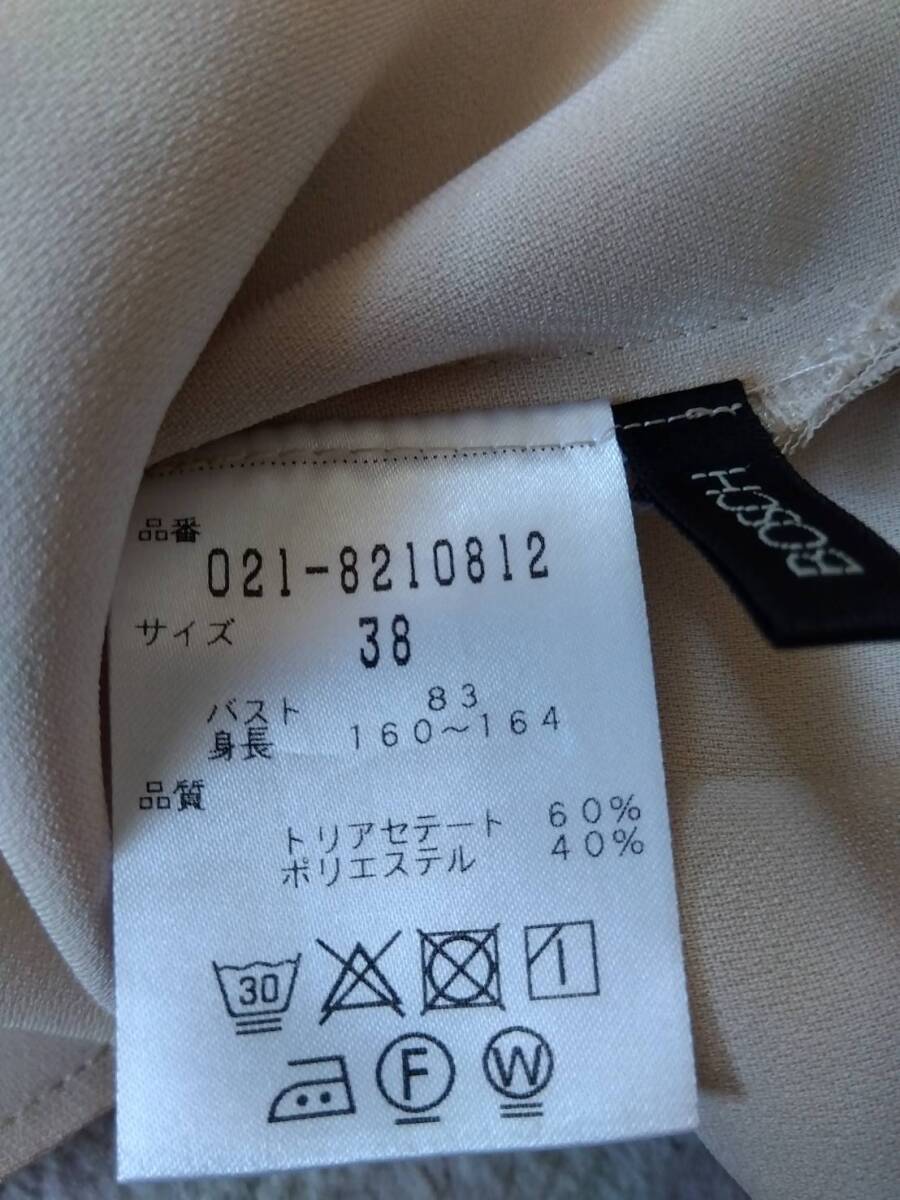 品番
021-8210812
サイズ 38
バスト 83
身長 160～164
品質
トリアセテート 60%
ポリエステル 40%
30
F W
BOSCH